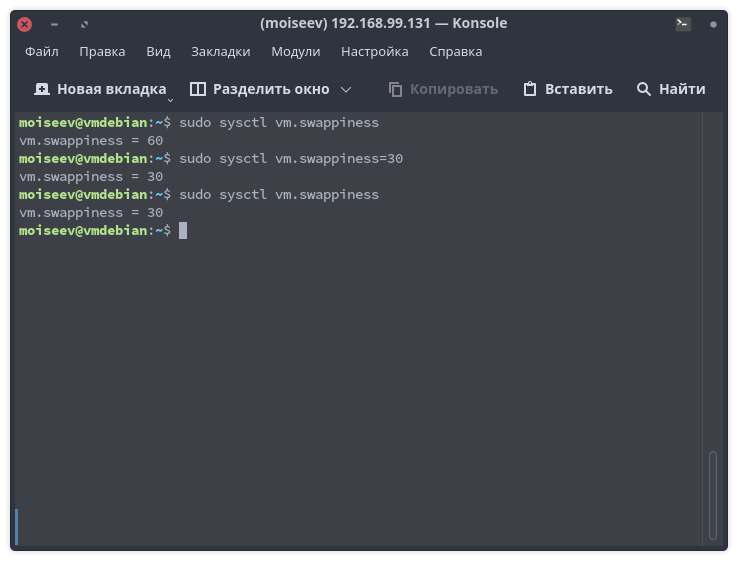 (moiseev) 192.168.99.131 — Konsole
Файл Правка Вид Закладки Модули Настройка Справка
Новая вкладка Разделить окно Копировать Вставить Найти
moiseev@vmdebian:~$ sudo sysctl vm.swappiness
vm.swappiness = 60
moiseev@vmdebian:~$ sudo sysctl vm.swappiness=30
vm.swappiness = 30
moiseev@vmdebian:~$ sudo sysctl vm.swappiness
vm.swappiness = 30
moiseev@vmdebian:~$